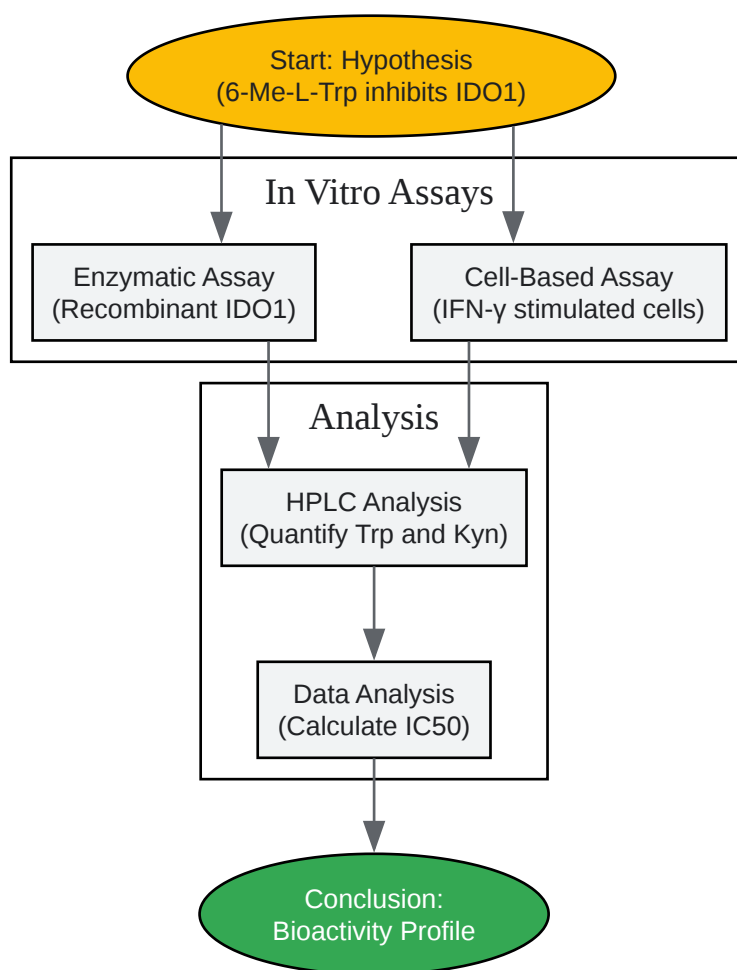 Start: Hypothesis
(6-Me-L-Trp inhibits IDO1)
In Vitro Assays
Enzymatic Assay
(Recombinant IDO1)
Cell-Based Assay
(IFN-γ stimulated cells)
Analysis
HPLC Analysis
(Quantify Trp and Kyn)
Data Analysis
(Calculate IC50)
Conclusion:
Bioactivity Profile